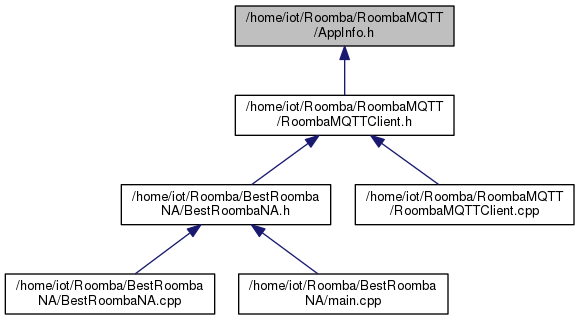 /home/iot/Roomba/RoombaMQTT
/AppInfo.h
/home/iot/Roomba/RoombaMQTT
/RoombaMQTTClient.h
/home/iot/Roomba/BestRoomba
NA/BestRoombaNA.h
/home/iot/Roomba/RoombaMQTT
/RoombaMQTTClient.cpp
/home/iot/Roomba/BestRoomba
NA/BestRoombaNA.cpp
/home/iot/Roomba/BestRoomba
NA/main.cpp